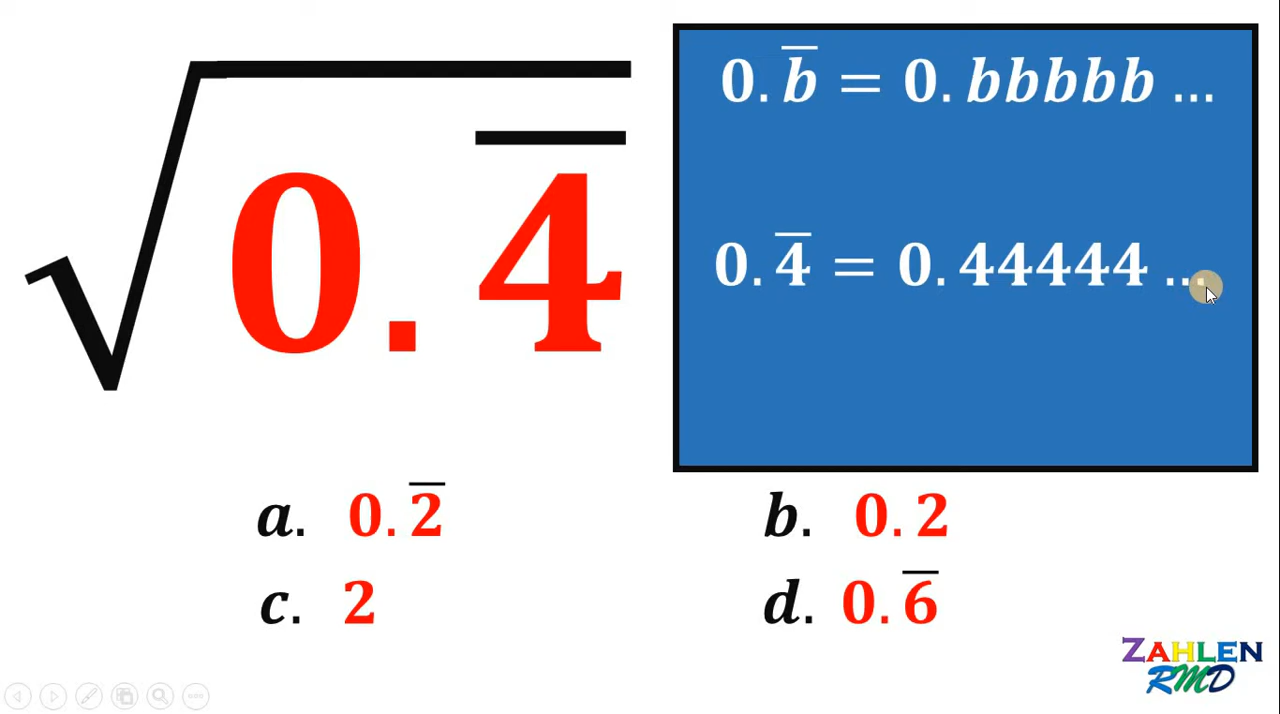 √0.4̅
0.b̅ = 0.bbbbb ...
0.4̅ = 0.44444 ...
a. 0.2̅
b. 0.2
c. 2
d. 0.6̅
ZAHLEN
RMD